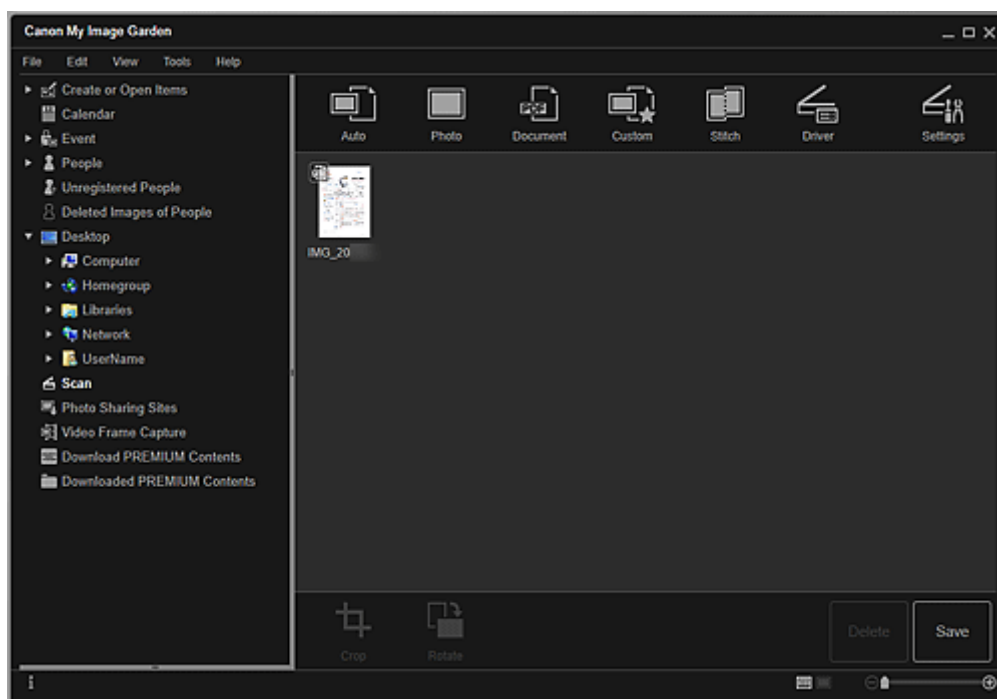 Canon My Image Garden
File Edit View Tools Help
Create or Open Items
Calendar
Event
People
Unregistered People
Deleted Images of People
Desktop
Computer
Homegroup
Libraries
Network
UserName
Scan
Photo Sharing Sites
Video Frame Capture
Download PREMIUM Contents
Downloaded PREMIUM Contents
Auto Photo Document Custom Stitch Driver Settings
PDF
IMG_20
Crop Rotate Delete Save